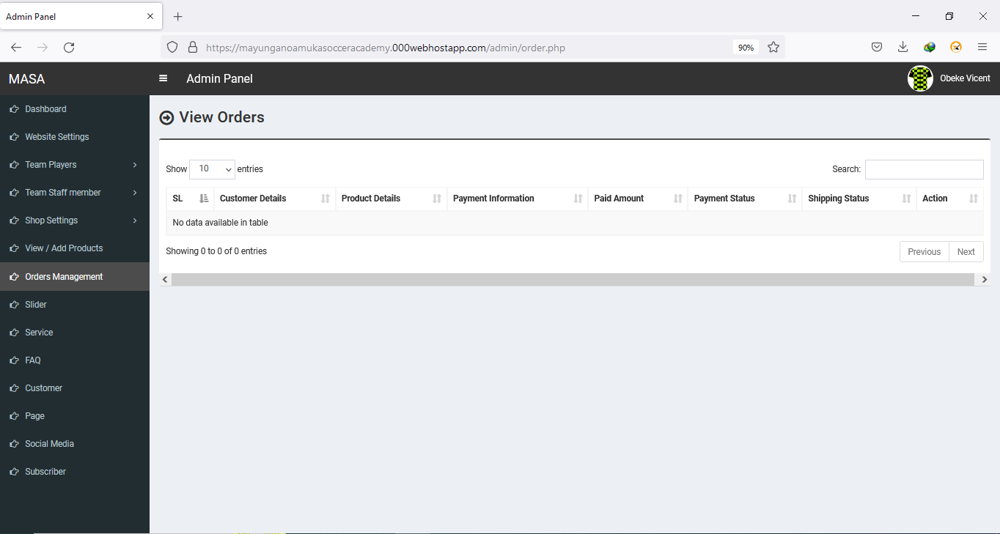 Admin Panel
https://mayunganoamukasocceracademy.000webhostapp.com/admin/order.php
90%
MASA
Admin Panel
Obeke Vicent
Dashboard
Website Settings
Team Players
Team Staff member
Shop Settings
View / Add Products
Orders Management
Slider
Service
FAQ
Customer
Page
Social Media
Subscriber
View Orders
Show 10 entries
Search:
SL Customer Details Product Details Payment Information Paid Amount Payment Status Shipping Status Action
No data available in table
Showing 0 to 0 of 0 entries
Previous Next